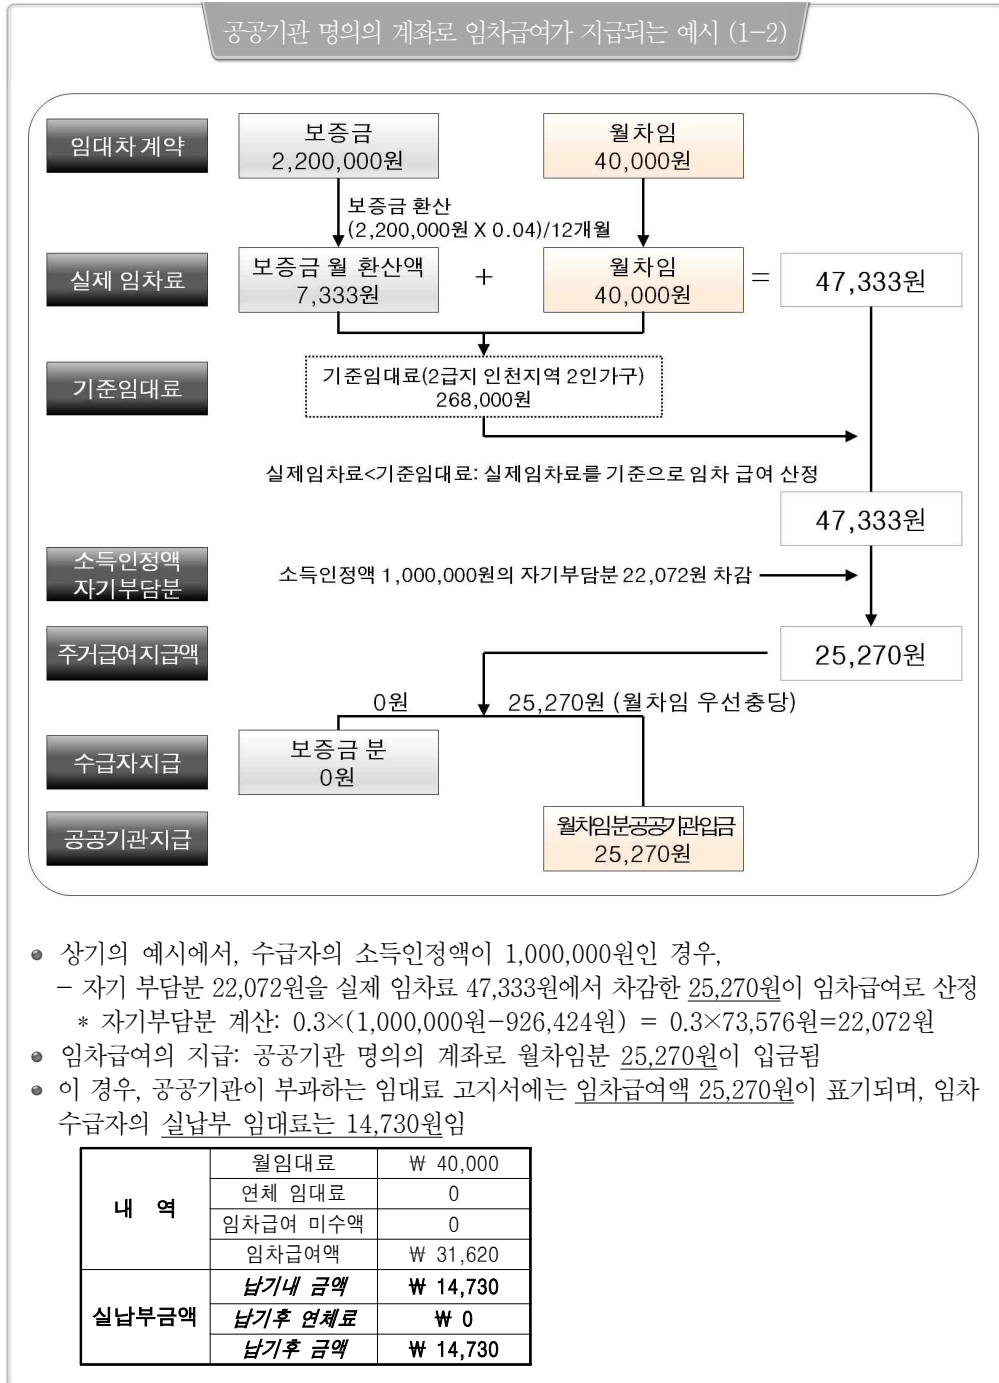 공공기관 명의의 계좌로 임차급여가 지급되는 예시 (1-2)
임대차 계약
보증금
2,200,000원
월차임
40,000원
보증금 환산
(2,200,000원 X 0.04)/12개월
실제 임차료
보증금 월 환산액
7,333원
+
월차임
40,000원
=
47,333원
기준임대료
기준임대료(2급지 인천지역 2인가구)
268,000원
실제임차료<기준임대료: 실제임차료를 기준으로 임차 급여 산정
47,333원
소득인정액
자기부담분
소득인정액 1,000,000원의 자기부담분 22,072원 차감
주거급여지급액
25,270원
0원
25,270원 (월차임 우선충당)
수급자지급
보증금 분
0원
공공기관지급
월차임분공공기관입금
25,270원
상기의 예시에서, 수급자의 소득인정액이 1,000,000원인 경우,
- 자기 부담분 22,072원을 실제 임차료 47,333원에서 차감한 25,270원이 임차급여로 산정
* 자기부담분 계산: 0.3×(1,000,000원-926,424원) = 0.3×73,576원=22,072원
임차급여의 지급: 공공기관 명의의 계좌로 월차임분 25,270원이 입금됨
이 경우, 공공기관이 부과하는 임대료 고지서에는 임차급여액 25,270원이 표기되며, 임차
수급자의 실납부 임대료는 14,730원임
내 역
월임대료 ₩ 40,000
연체 임대료 0
임차급여 미수액 0
임차급여액 ₩ 31,620
실납부금액
납기내 금액 ₩ 14,730
납기후 연체료 ₩ 0
납기후 금액 ₩ 14,730